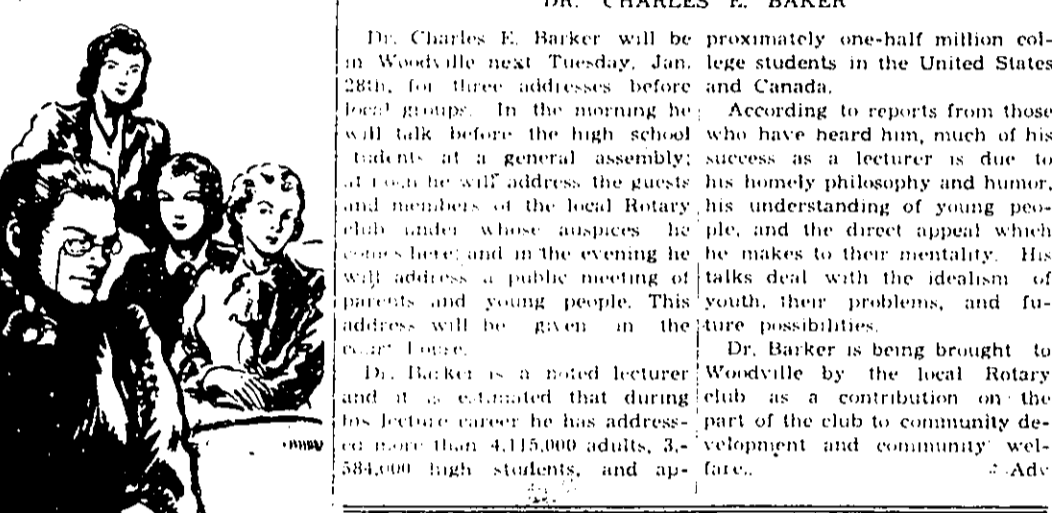 DR. CHARLES E. BAKER
Dr. Charles E. Barker will be
in Woodville next Tuesday, Jan.
28th, for three addresses before
local groups. In the morning he
will talk before the high school
students at a general assembly;
at noon he will address the guests
and members of the local Rotary
club under whose auspices he
comes here; and in the evening he
will address a public meeting of
parents and young people. This
address will be given in the
court house.
Dr. Barker is a noted lecturer
and it is estimated that during
his lecture career he has address-
ed more than 4,115,000 adults, 3,-
584,000 high students, and ap-
proximately one-half million col-
lege students in the United States
and Canada.
According to reports from those
who have heard him, much of his
success as a lecturer is due to
his homely philosophy and humor,
his understanding of young peo-
ple, and the direct appeal which
he makes to their mentality. His
talks deal with the idealism of
youth, their problems, and fu-
ture possibilities.
Dr. Barker is being brought to
Woodville by the local Rotary
club as a contribution on the
part of the club to community de-
velopment and community wel-
fare. Adv